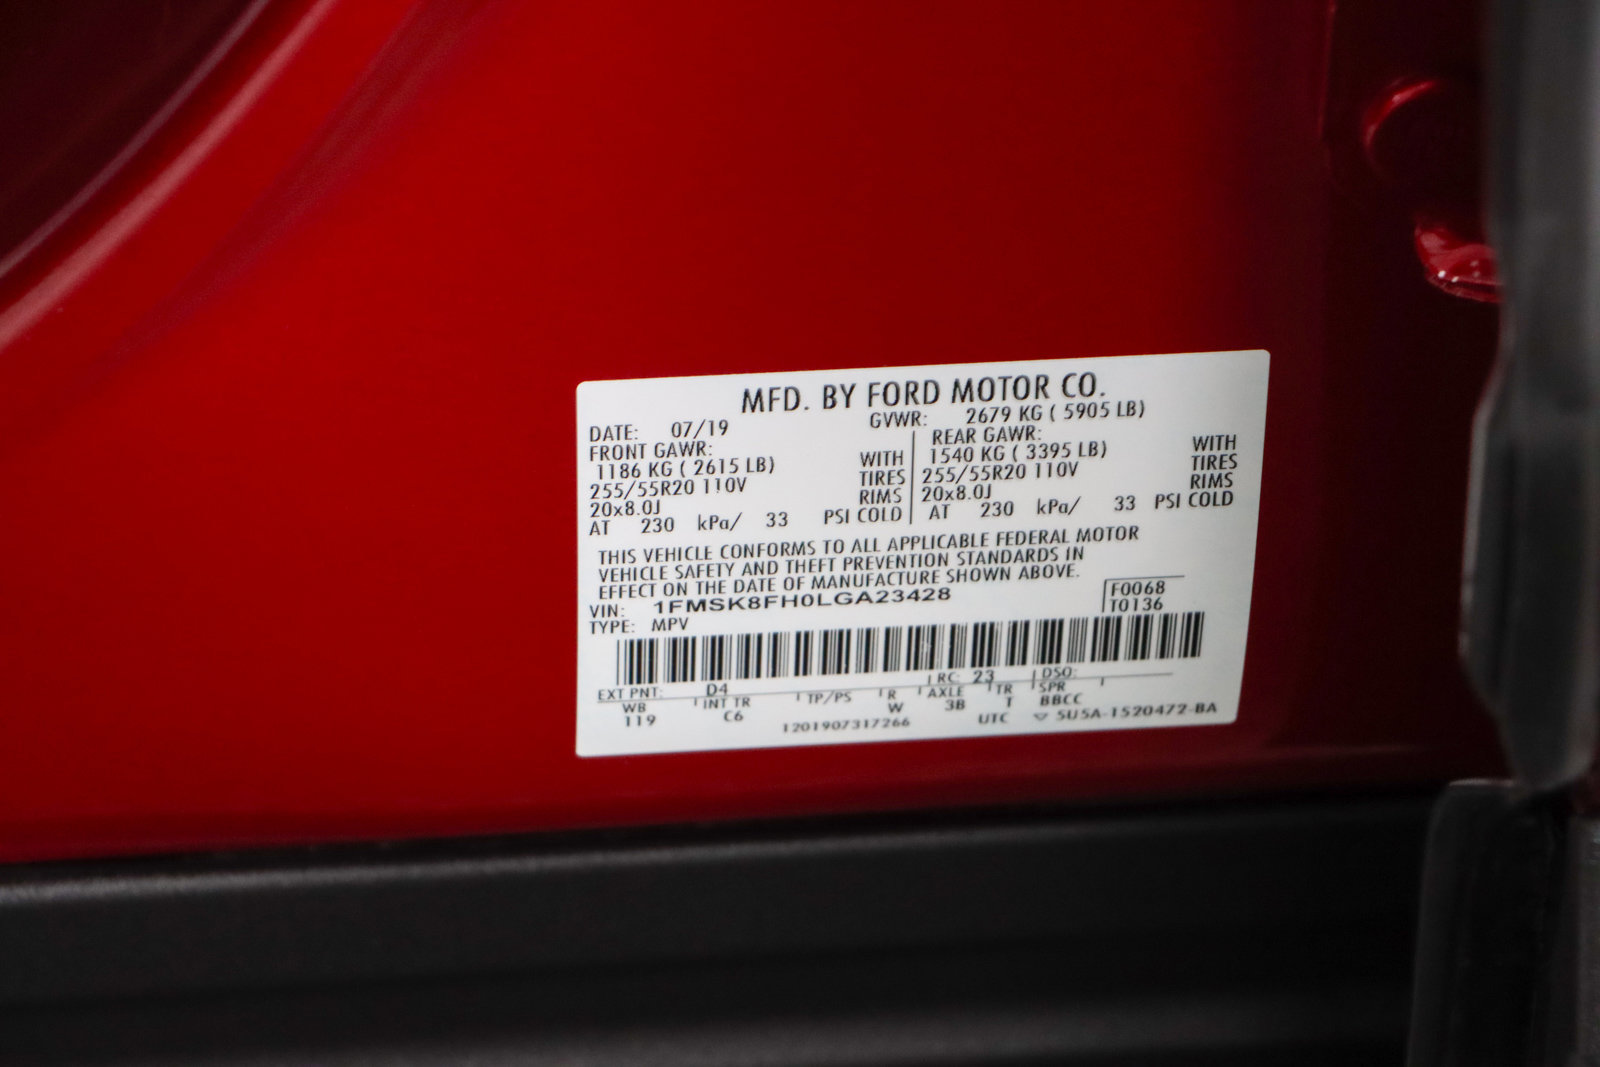 MFD. BY FORD MOTOR CO.
DATE: 07/19 GVWR: 2679 KG ( 5905 LB)
FRONT GAWR: REAR GAWR:
1186 KG ( 2615 LB) WITH 1540 KG ( 3395 LB) WITH
255/55R20 110V TIRES 255/55R20 110V TIRES
20x8.0J RIMS 20x8.0J RIMS
AT 230 kPa/ 33 PSI COLD AT 230 kPa/ 33 PSI COLD
THIS VEHICLE CONFORMS TO ALL APPLICABLE FEDERAL MOTOR
VEHICLE SAFETY AND THEFT PREVENTION STANDARDS IN
EFFECT ON THE DATE OF MANUFACTURE SHOWN ABOVE.
VIN: 1FMSK8FH0LGA23428 F0068
TYPE: MPV T0136
EXT PNT: D4 RC: 23 DSO:
WB INT TR TP/PS R AXLE TR SPR
119 C6 W 3B T BBCC
1201907317266 UTC ▽ 5U5A-1520472-BA